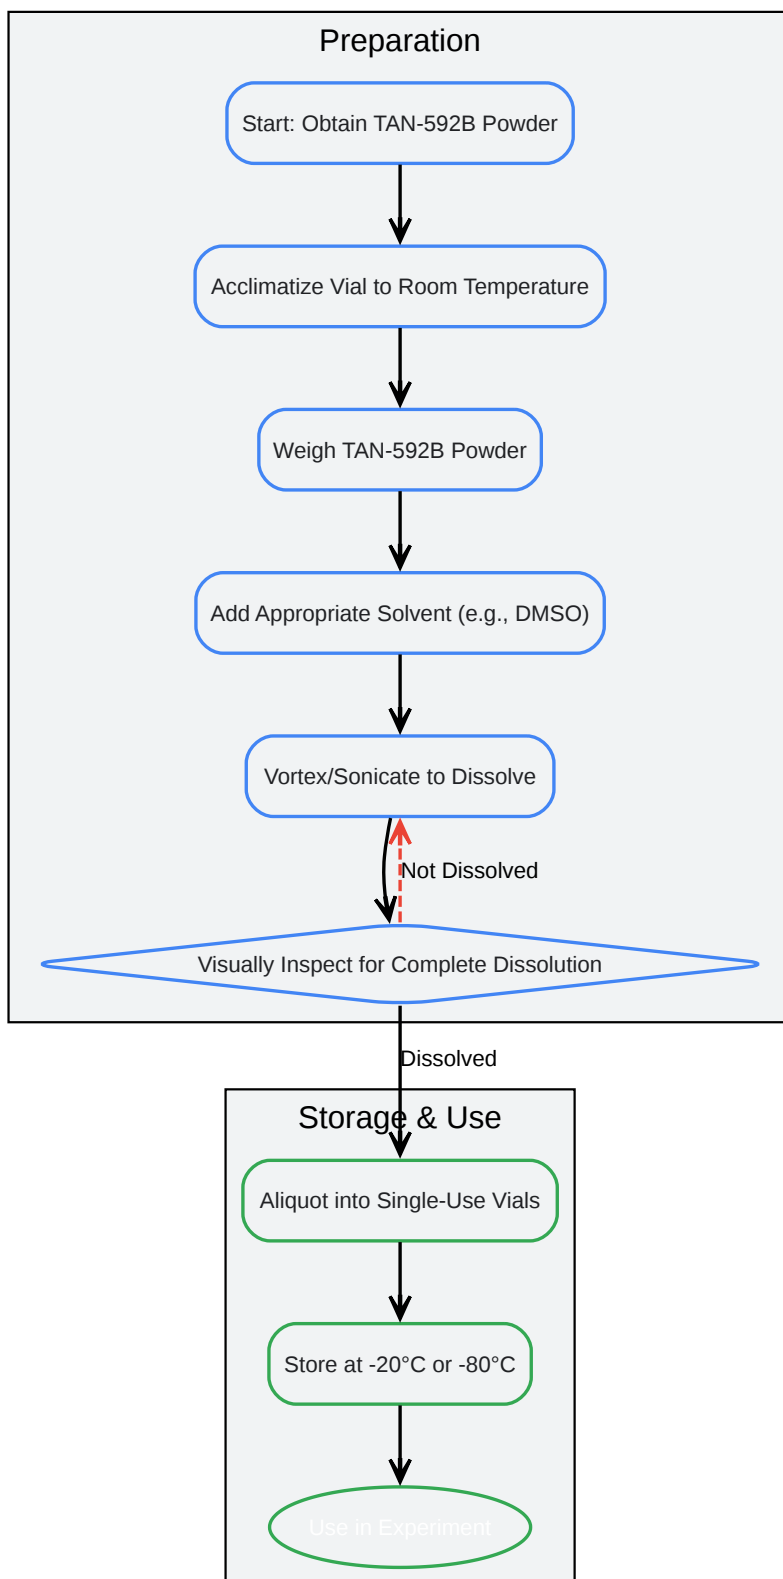 Preparation
Start: Obtain TAN-592B Powder
Acclimatize Vial to Room Temperature
Weigh TAN-592B Powder
Add Appropriate Solvent (e.g., DMSO)
Vortex/Sonicate to Dissolve
Not Dissolved
Visually Inspect for Complete Dissolution
Dissolved
Storage & Use
Aliquot into Single-Use Vials
Store at -20°C or -80°C
Use in Experiment